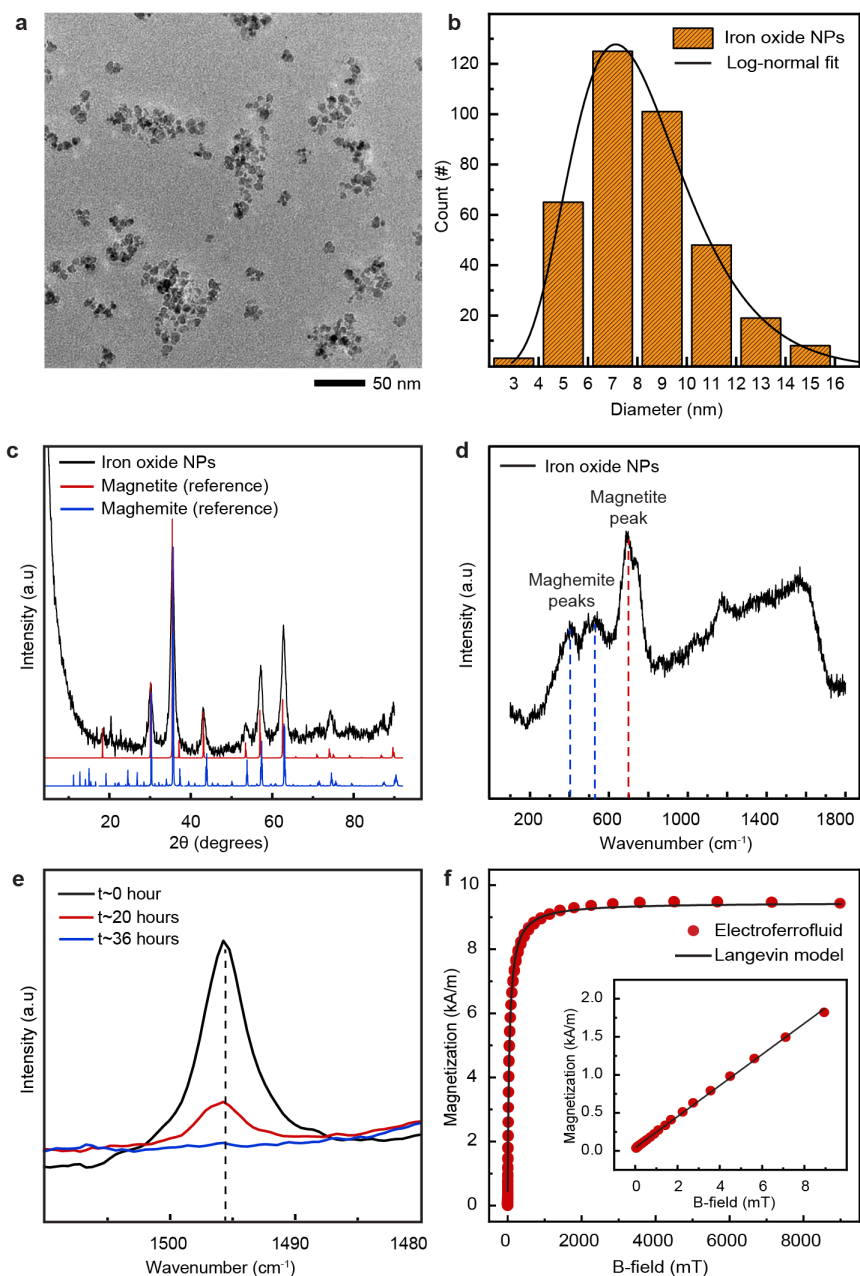 a
50 nm
b
Iron oxide NPs
Log-normal fit
Count (#)
120
100
80
60
40
20
3 4 5 6 7 8 9 10 11 12 13 14 15 16
Diameter (nm)
c
Iron oxide NPs
Magnetite (reference)
Maghemite (reference)
Intensity (a.u)
20 40 60 80
2θ (degrees)
d
Iron oxide NPs
Magnetite
peak
Maghemite
peaks
Intensity (a.u)
200 600 1000 1400 1800
Wavenumber (cm⁻¹)
e
t~0 hour
t~20 hours
t~36 hours
Intensity (a.u)
1500 1490 1480
Wavenumber (cm⁻¹)
f
10
8
6
4
2
0
Magnetization (kA/m)
Electroferrofluid
Langevin model
2.0
1.5
1.0
0.5
0.0
Magnetization (kA/m)
0 2 4 6 8
B-field (mT)
0 2000 4000 6000 8000
B-field (mT)